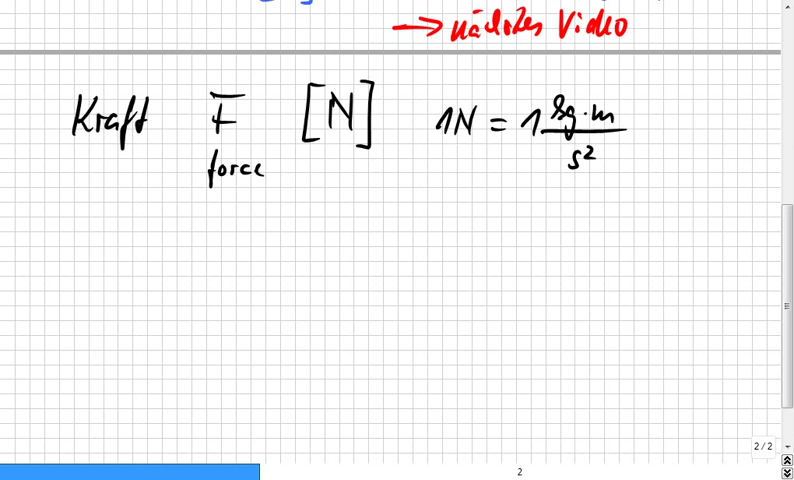 → nächstes Video
Kraft F [N] 1N = 1 kg·m / s²
force
2 / 2
2